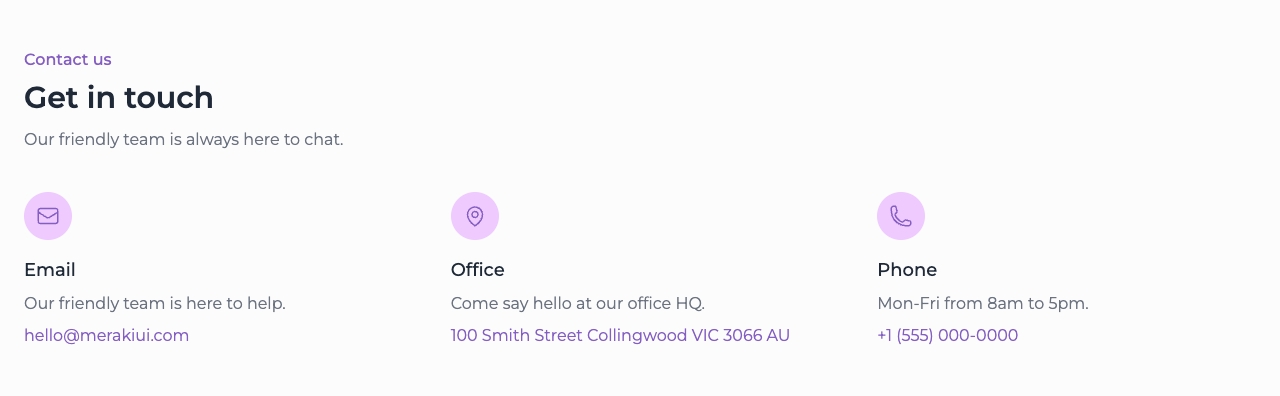 Contact us
Get in touch
Our friendly team is always here to chat.
Email
Our friendly team is here to help.
hello@merakiui.com
Office
Come say hello at our office HQ.
100 Smith Street Collingwood VIC 3066 AU
Phone
Mon-Fri from 8am to 5pm.
+1 (555) 000-0000